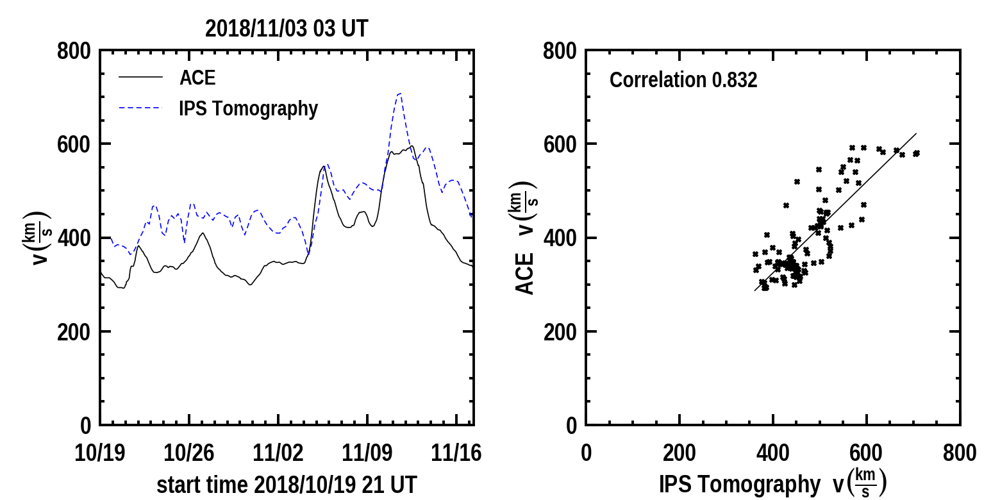 2018/11/03 03 UT
800
600
400
200
0
v(km/s)
ACE
IPS Tomography
10/19 10/26 11/02 11/09 11/16
start time 2018/10/19 21 UT
800
600
400
200
0
ACE v(km/s)
Correlation 0.832
0 200 400 600 800
IPS Tomography v(km/s)